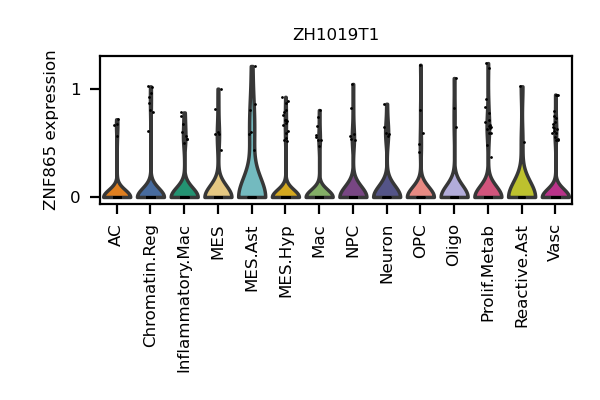 ZH1019T1
ZNF865 expression
1
0
AC
Chromatin.Reg
Inflammatory.Mac
MES
MES.Ast
MES.Hyp
Mac
NPC
Neuron
OPC
Oligo
Prolif.Metab
Reactive.Ast
Vasc